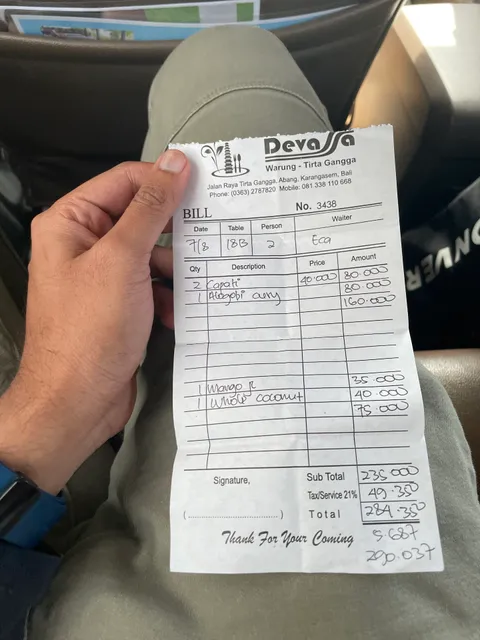 Devassa
Warung - Tirta Gangga
Jalan Raya Tirta Gangga, Abang, Karangasem, Bali
Phone: (0363) 2787820 Mobile: 081 338 110 668
BILL No. 3438
Date Table Person Waiter
7/8 18B 2 Eca
Qty Description Price Amount
2 Capati 40.000 80.000
1 Aloogobi curry 80.000
160.000
1 Mango jc 35.000
1 Whole coconut 40.000
75.000
Signature, Sub Total 235.000
Tax/Service 21% 49.350
(..............................) Total 284.350
Thank For Your Coming 5.687
290.037